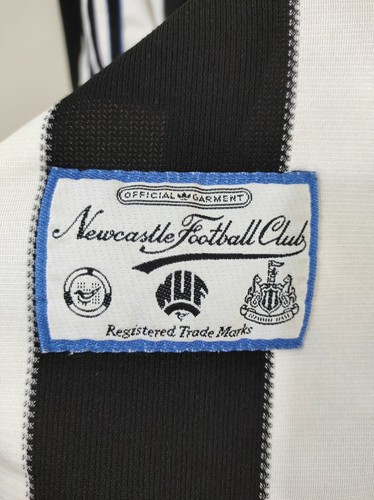 OFFICIAL GARMENT
Newcastle Football Club
NUF
Registered Trade Marks